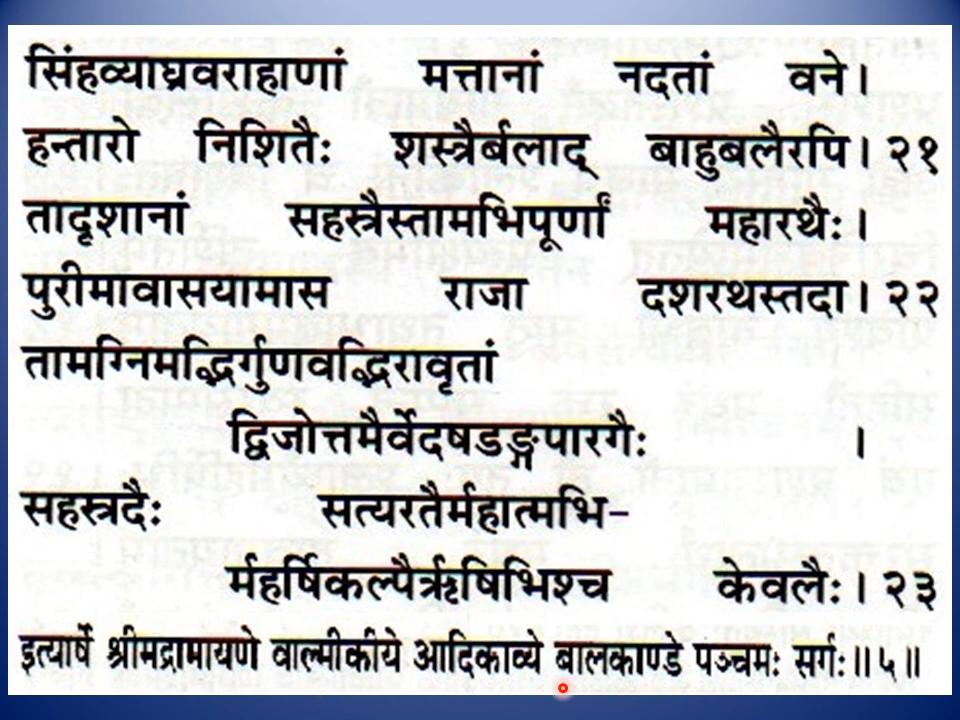 सिंहव्याघ्रवराहाणां मत्तानां नदतां वने।
हन्तारो निशितैः शस्त्रैर्बलाद् बाहुबलैरपि। २१
तादृशानां सहस्त्रैस्तामभिपूर्णां महारथैः।
पुरीमावासयामास राजा दशरथस्तदा। २२
तामग्निमद्भिर्गुणवद्भिरावृतां
द्विजोत्तमैर्वेदषडङ्गपारगैः ।
सहस्त्रदैः सत्यरतैर्महात्मभि-
र्महर्षिकल्पैर्ऋषिभिश्च केवलैः। २३
इत्यार्षे श्रीमद्रामायणे वाल्मीकीये आदिकाव्ये बालकाण्डे पञ्चमः सर्गः॥५॥